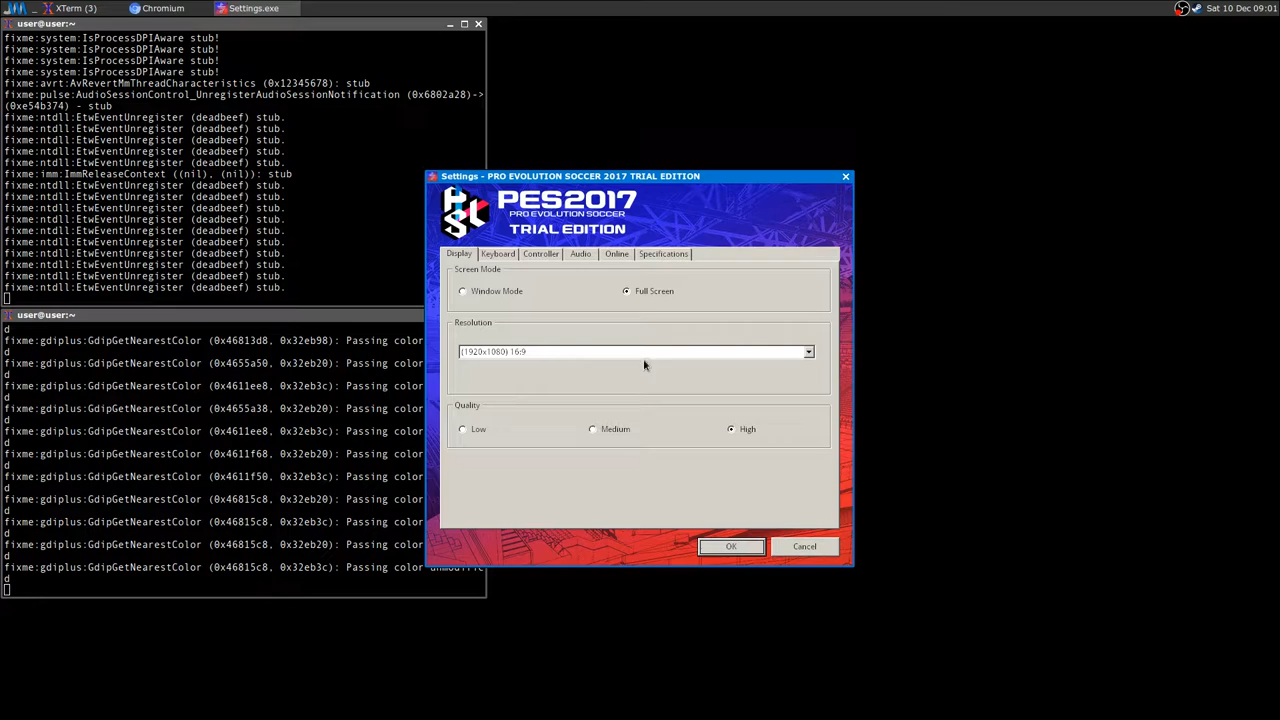 XTerm (3)
Chromium
Settings.exe
Sat 10 Dec 09:01
user@user:~
fixme:system:IsProcessDPIAware stub!
fixme:system:IsProcessDPIAware stub!
fixme:system:IsProcessDPIAware stub!
fixme:system:IsProcessDPIAware stub!
fixme:avrt:AvRevertMmThreadCharacteristics (0x12345678): stub
fixme:pulse:AudioSessionControl_UnregisterAudioSessionNotification (0x6802a28)->
(0xe54b374) - stub
fixme:ntdll:EtwEventUnregister (deadbeef) stub.
fixme:ntdll:EtwEventUnregister (deadbeef) stub.
fixme:ntdll:EtwEventUnregister (deadbeef) stub.
fixme:ntdll:EtwEventUnregister (deadbeef) stub.
fixme:ntdll:EtwEventUnregister (deadbeef) stub.
fixme:imm:ImmReleaseContext ((nil), (nil)): stub
fixme:ntdll:EtwEventUnregister (deadbeef) stub.
fixme:ntdll:EtwEventUnregister (deadbeef) stub.
fixme:ntdll:EtwEventUnregister (deadbeef) stub.
fixme:ntdll:EtwEventUnregister (deadbeef) stub.
fixme:ntdll:EtwEventUnregister (deadbeef) stub.
fixme:ntdll:EtwEventUnregister (deadbeef) stub.
fixme:ntdll:EtwEventUnregister (deadbeef) stub.
fixme:ntdll:EtwEventUnregister (deadbeef) stub.
fixme:ntdll:EtwEventUnregister (deadbeef) stub.
fixme:ntdll:EtwEventUnregister (deadbeef) stub.
user@user:~
d
fixme:gdiplus:GdipGetNearestColor (0x46813d8, 0x32eb98): Passing color
d
fixme:gdiplus:GdipGetNearestColor (0x4655a50, 0x32eb20): Passing color
d
fixme:gdiplus:GdipGetNearestColor (0x4611ee8, 0x32eb3c): Passing color
d
fixme:gdiplus:GdipGetNearestColor (0x4655a38, 0x32eb20): Passing color
d
fixme:gdiplus:GdipGetNearestColor (0x4611ee8, 0x32eb3c): Passing color
d
fixme:gdiplus:GdipGetNearestColor (0x4611f68, 0x32eb20): Passing color
d
fixme:gdiplus:GdipGetNearestColor (0x4611f50, 0x32eb3c): Passing color
d
fixme:gdiplus:GdipGetNearestColor (0x46815c8, 0x32eb20): Passing color
d
fixme:gdiplus:GdipGetNearestColor (0x46815c8, 0x32eb3c): Passing color
d
fixme:gdiplus:GdipGetNearestColor (0x46815c8, 0x32eb20): Passing color
d
fixme:gdiplus:GdipGetNearestColor (0x46815c8, 0x32eb3c): Passing color
d
Settings - PRO EVOLUTION SOCCER 2017 TRIAL EDITION
PES2017
PRO EVOLUTION SOCCER
TRIAL EDITION
Display
Keyboard
Controller
Audio
Online
Specifications
Screen Mode
Window Mode
Full Screen
Resolution
(1920x1080) 16:9
Quality
Low
Medium
High
OK
Cancel